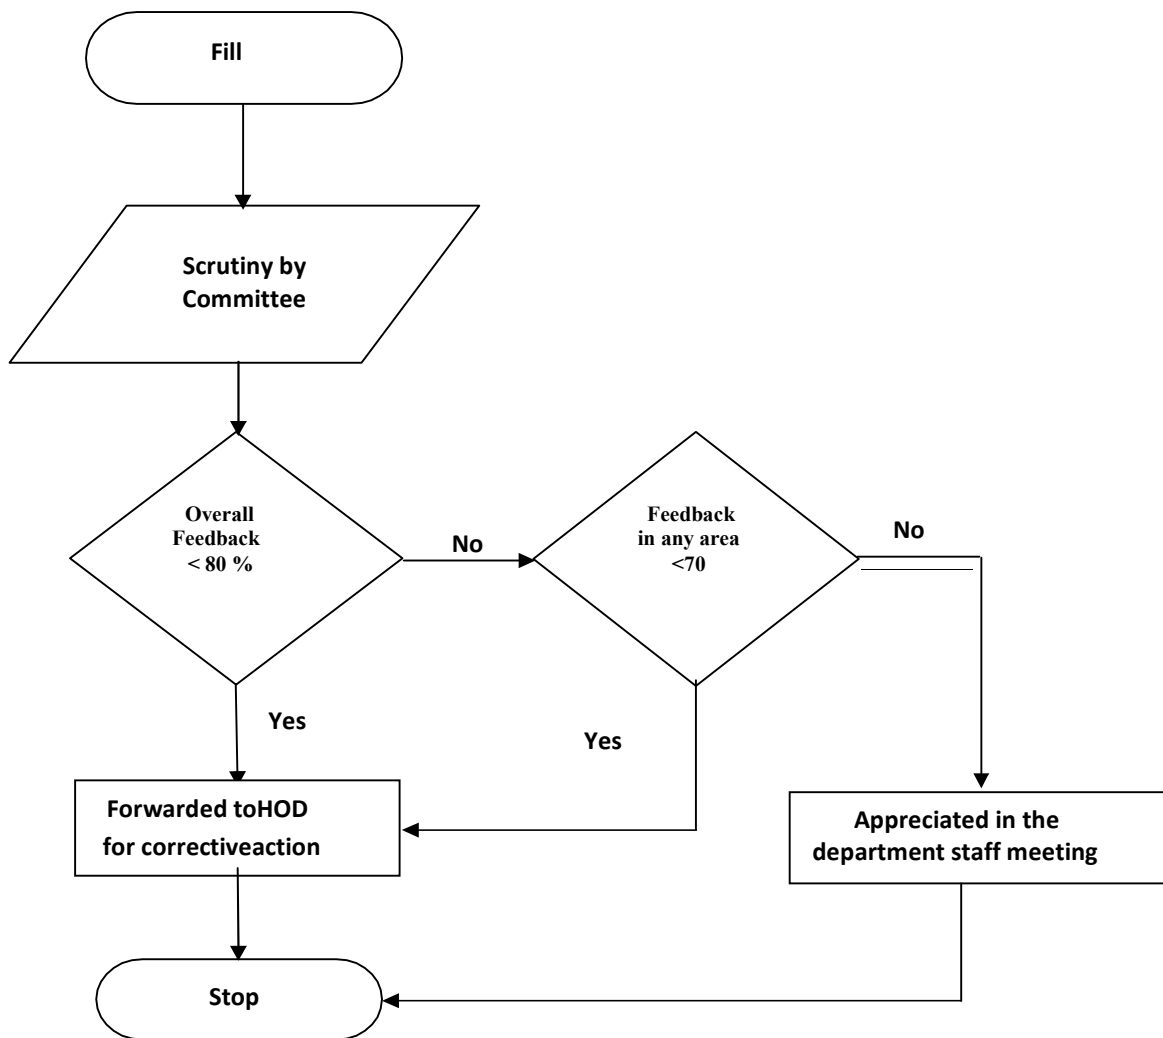 Fill
Scrutiny by
Committee
Overall
Feedback
< 80 %
No
Feedback
in any area
<70
No
Yes
Yes
Forwarded toHOD
for correctiveaction
Appreciated in the
department staff meeting
Stop